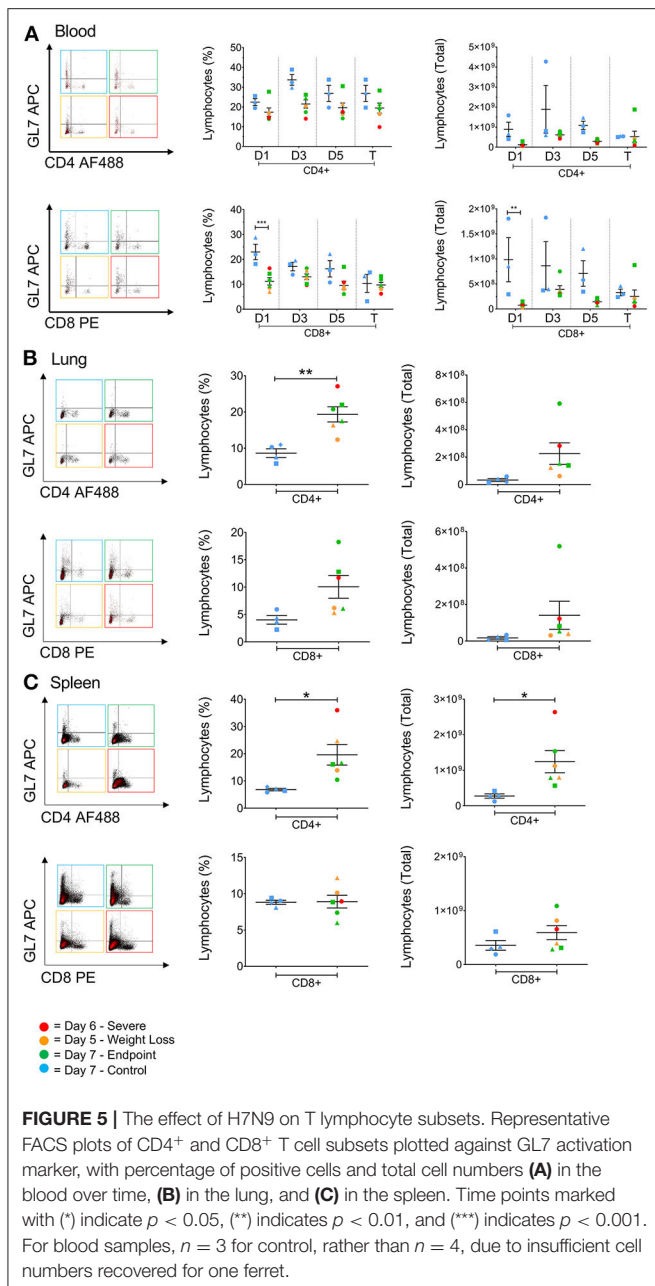 A Blood
GL7 APC
CD4 AF488
Lymphocytes (%)
50
40
30
20
10
0
D1 D3 D5 T
CD4+
Lymphocytes (Total)
5×10⁹
4×10⁹
3×10⁹
2×10⁹
1×10⁹
0
D1 D3 D5 T
CD4+
GL7 APC
CD8 PE
Lymphocytes (%)
40
30
20
10
0
***
D1 D3 D5 T
CD8+
Lymphocytes (Total)
2×10⁹
2×10⁹
1×10⁹
5×10⁸
0
**
D1 D3 D5 T
CD8+
B Lung
GL7 APC
CD4 AF488
Lymphocytes (%)
30
20
10
0
**
CD4+
Lymphocytes (Total)
8×10⁸
6×10⁸
4×10⁸
2×10⁸
0
CD4+
GL7 APC
CD8 PE
Lymphocytes (%)
20
15
10
5
0
CD8+
Lymphocytes (Total)
6×10⁸
4×10⁸
2×10⁸
0
CD8+
C Spleen
GL7 APC
CD4 AF488
Lymphocytes (%)
40
30
20
10
0
*
CD4+
Lymphocytes (Total)
3×10⁹
2×10⁹
1×10⁹
0
*
CD4+
GL7 APC
CD8 PE
Lymphocytes (%)
15
10
5
0
CD8+
Lymphocytes (Total)
2×10⁹
1×10⁹
0
CD8+
= Day 6 - Severe
= Day 5 - Weight Loss
= Day 7 - Endpoint
= Day 7 - Control
FIGURE 5 | The effect of H7N9 on T lymphocyte subsets. Representative
FACS plots of CD4⁺ and CD8⁺ T cell subsets plotted against GL7 activation
marker, with percentage of positive cells and total cell numbers (A) in the
blood over time, (B) in the lung, and (C) in the spleen. Time points marked
with (*) indicate p < 0.05, (**) indicates p < 0.01, and (***) indicates p < 0.001.
For blood samples, n = 3 for control, rather than n = 4, due to insufficient cell
numbers recovered for one ferret.